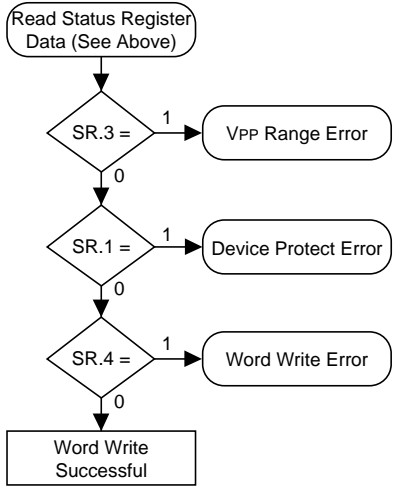 Read Status Register
Data (See Above)
SR.3 =
1
VPP Range Error
0
SR.1 =
1
Device Protect Error
0
SR.4 =
1
Word Write Error
0
Word Write
Successful